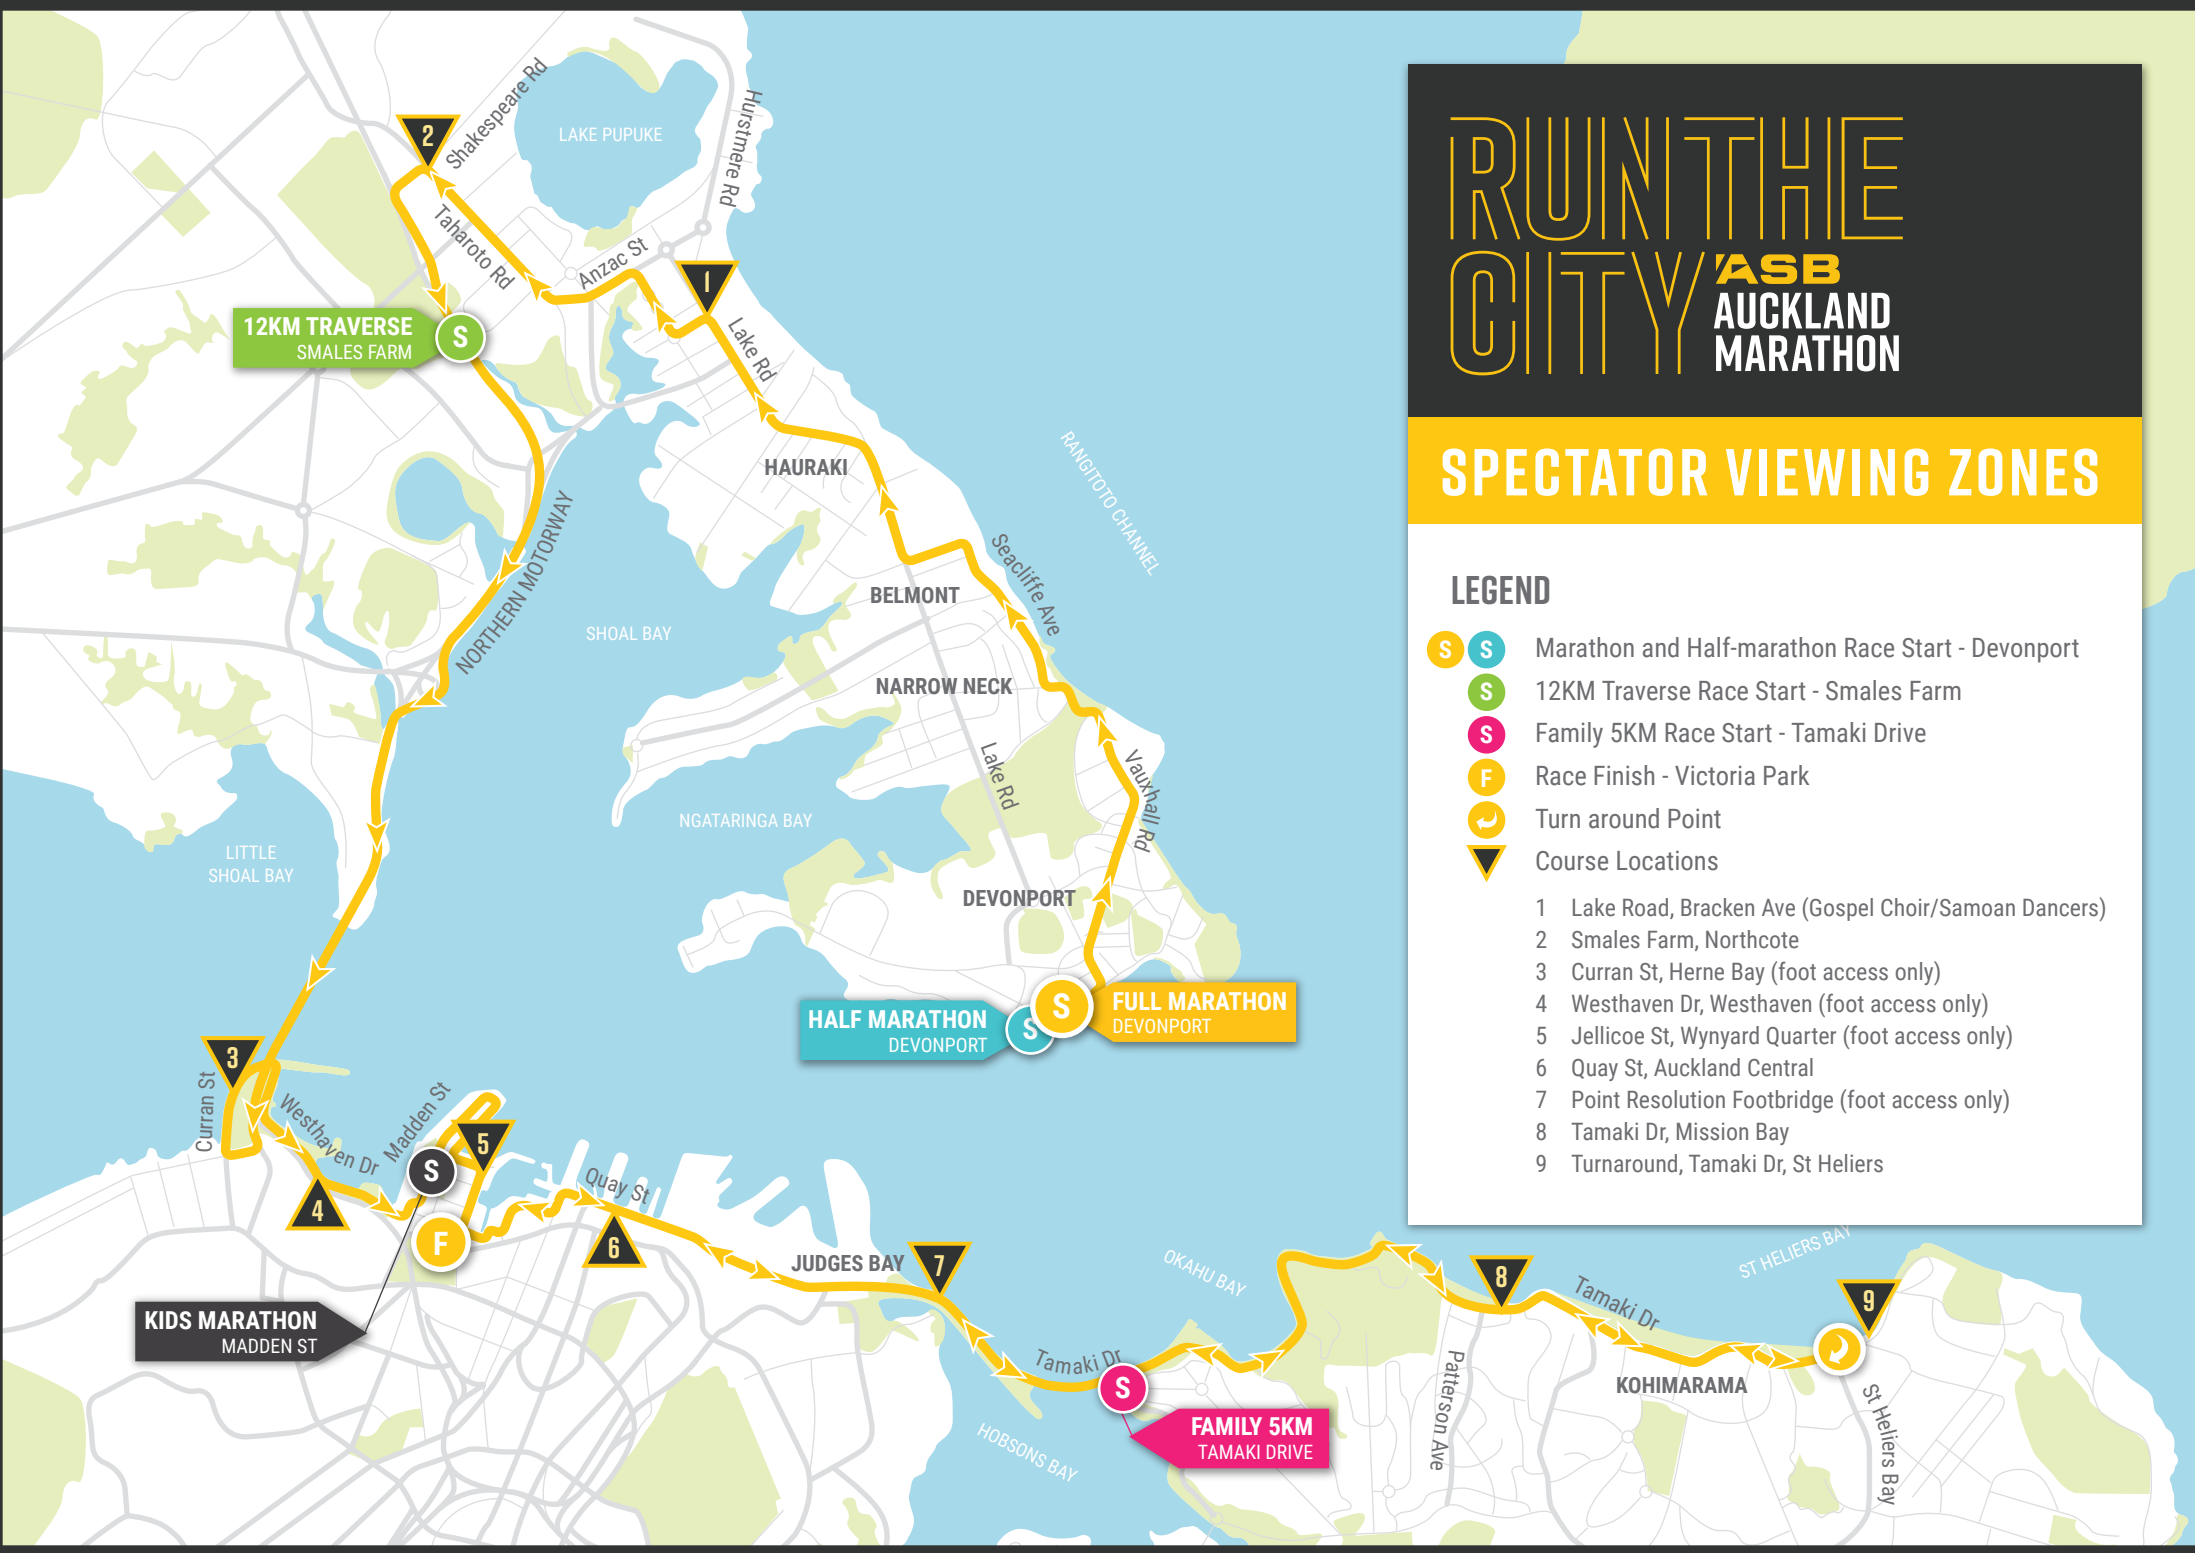 RUN THE
CITY
ASB
AUCKLAND
MARATHON
SPECTATOR VIEWING ZONES
LEGEND
S S Marathon and Half-marathon Race Start - Devonport
S 12KM Traverse Race Start - Smales Farm
S Family 5KM Race Start - Tamaki Drive
F Race Finish - Victoria Park
Turn around Point
Course Locations
1 Lake Road, Bracken Ave (Gospel Choir/Samoan Dancers)
2 Smales Farm, Northcote
3 Curran St, Herne Bay (foot access only)
4 Westhaven Dr, Westhaven (foot access only)
5 Jellicoe St, Wynyard Quarter (foot access only)
6 Quay St, Auckland Central
7 Point Resolution Footbridge (foot access only)
8 Tamaki Dr, Mission Bay
9 Turnaround, Tamaki Dr, St Heliers
Shakespeare Rd
LAKE PUPUKE
Hurstmere Rd
2
Taharoto Rd
Anzac St
1
Lake Rd
12KM TRAVERSE
SMALES FARM
S
HAURAKI
RANGITOTO CHANNEL
NORTHERN MOTORWAY
Seacliffe Ave
BELMONT
SHOAL BAY
NARROW NECK
Lake Rd
Vauxhall Rd
NGATARINGA BAY
LITTLE
SHOAL BAY
DEVONPORT
HALF MARATHON
DEVONPORT
S
S
FULL MARATHON
DEVONPORT
3
Curran St
Westhaven Dr
Madden St
5
S
4
F
Quay St
6
JUDGES BAY
7
KIDS MARATHON
MADDEN ST
Tamaki Dr
S
FAMILY 5KM
TAMAKI DRIVE
HOBSONS BAY
OKAHU BAY
8
Tamaki Dr
ST HELIERS BAY
9
Patterson Ave
KOHIMARAMA
St Heliers Bay